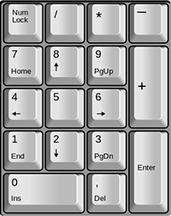 Num
Lock
/
*
—
7
Home
8
↑
9
PgUp
+
4
←
5
6
→
1
End
2
↓
3
PgDn
Enter
0
Ins
,
Del